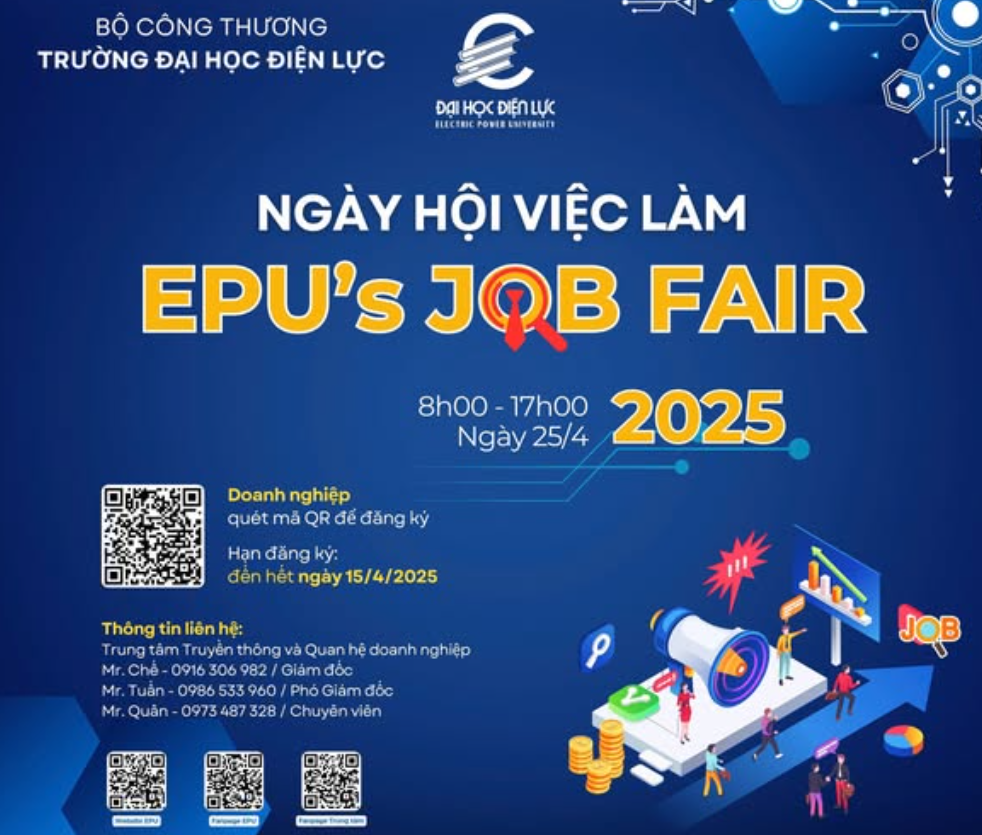 BỘ CÔNG THƯƠNG
TRƯỜNG ĐẠI HỌC ĐIỆN LỰC
ĐẠI HỌC ĐIỆN LỰC
ELECTRIC POWER UNIVERSITY
NGÀY HỘI VIỆC LÀM
EPU's JOB FAIR
8h00 - 17h00
Ngày 25/4
2025
Doanh nghiệp
quét mã QR để đăng ký
Hạn đăng ký:
đến hết ngày 15/4/2025
Thông tin liên hệ:
Trung tâm Truyền thông và Quan hệ doanh nghiệp
Mr. Chế - 0916 306 982 / Giám đốc
Mr. Tuấn - 0986 533 960 / Phó Giám đốc
Mr. Quân - 0973 487 328 / Chuyên viên
JOB
Website EPU
Fanpage EPU
Fanpage Trung tâm